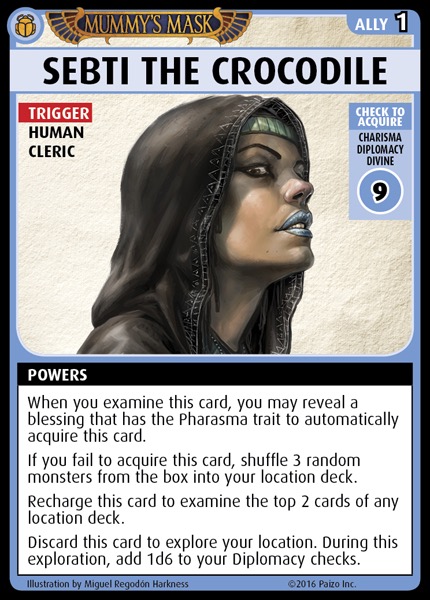 MUMMY'S MASK
ALLY 1
SEBTI THE CROCODILE
TRIGGER
HUMAN
CLERIC
CHECK TO
ACQUIRE
CHARISMA
DIPLOMACY
DIVINE
9
POWERS
When you examine this card, you may reveal a
blessing that has the Pharasma trait to automatically
acquire this card.
If you fail to acquire this card, shuffle 3 random
monsters from the box into your location deck.
Recharge this card to examine the top 2 cards of any
location deck.
Discard this card to explore your location. During this
exploration, add 1d6 to your Diplomacy checks.
Illustration by Miguel Regodón Harkness
©2016 Paizo Inc.